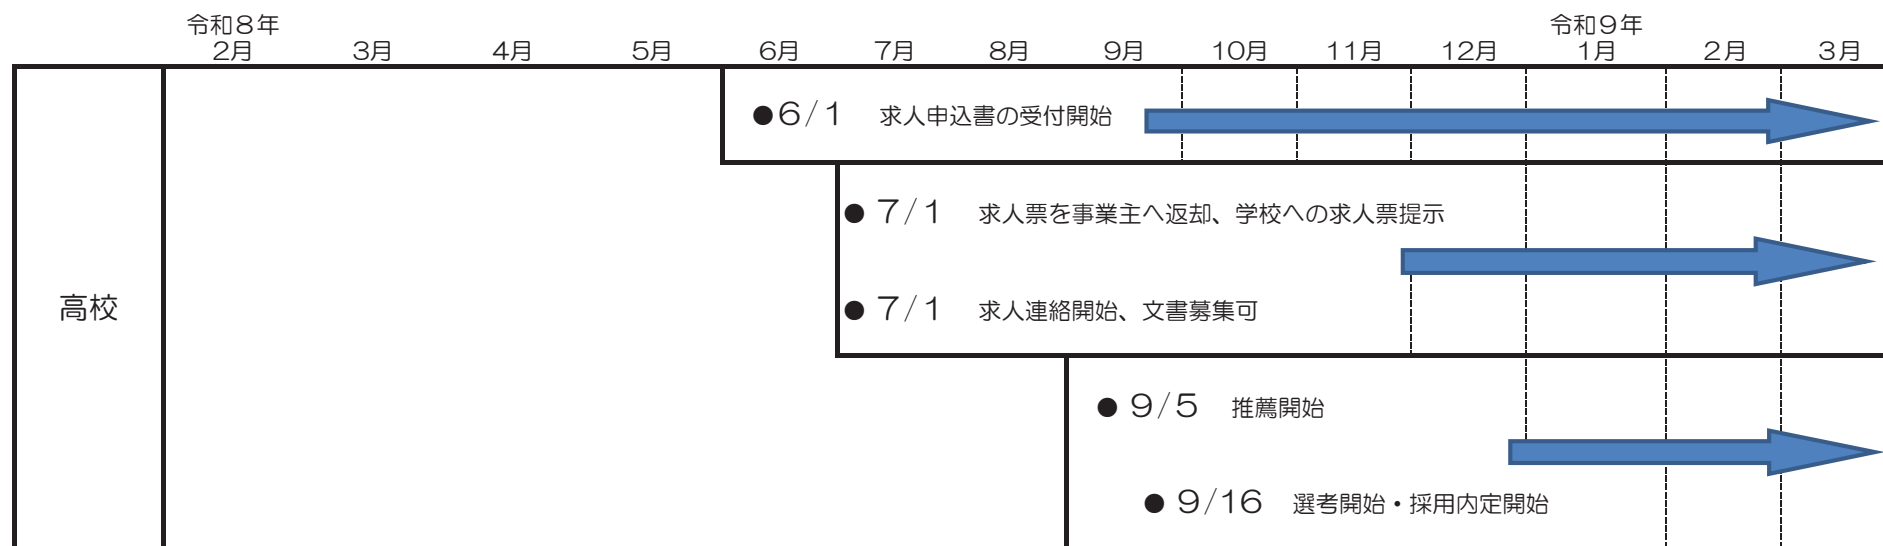 令和８年 令和９年
２月 ３月 ４月 ５月 ６月 ７月 ８月 ９月 10月 11月 12月 １月 ２月 ３月
●６/１ 求人申込書の受付開始
● ７/１ 求人票を事業主へ返却、学校への求人票提示
高校
● ７/１ 求人連絡開始、文書募集可
● ９/５ 推薦開始
● ９/16 選考開始・採用内定開始